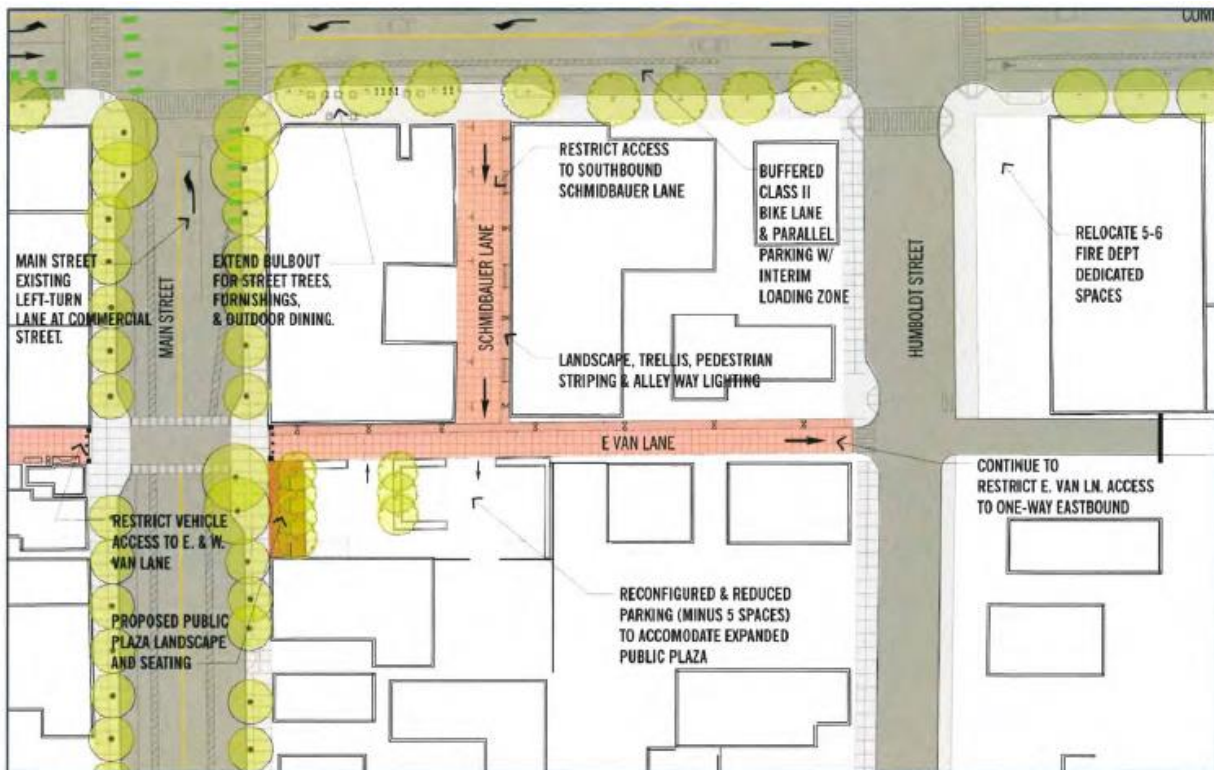 COM
RESTRICT ACCESS
TO SOUTHBOUND
SCHMIDBAUER LANE
BUFFERED
CLASS II
BIKE LANE
& PARALLEL
PARKING W/
INTERIM
LOADING ZONE
RELOCATE 5-6
FIRE DEPT
DEDICATED
SPACES
MAIN STREET
EXISTING
LEFT-TURN
LANE AT COMMERCIAL
STREET.
MAIN STREET
EXTEND BULBOUT
FOR STREET TREES,
FURNISHINGS,
& OUTDOOR DINING.
SCHMIDBAUER LANE
HUMBOLDT STREET
LANDSCAPE, TRELLIS, PEDESTRIAN
STRIPING & ALLEY WAY LIGHTING
E VAN LANE
CONTINUE TO
RESTRICT E. VAN LN. ACCESS
TO ONE-WAY EASTBOUND
RESTRICT VEHICLE
ACCESS TO E. & W.
VAN LANE
RECONFIGURED & REDUCED
PARKING (MINUS 5 SPACES)
TO ACCOMODATE EXPANDED
PUBLIC PLAZA
PROPOSED PUBLIC
PLAZA LANDSCAPE
AND SEATING